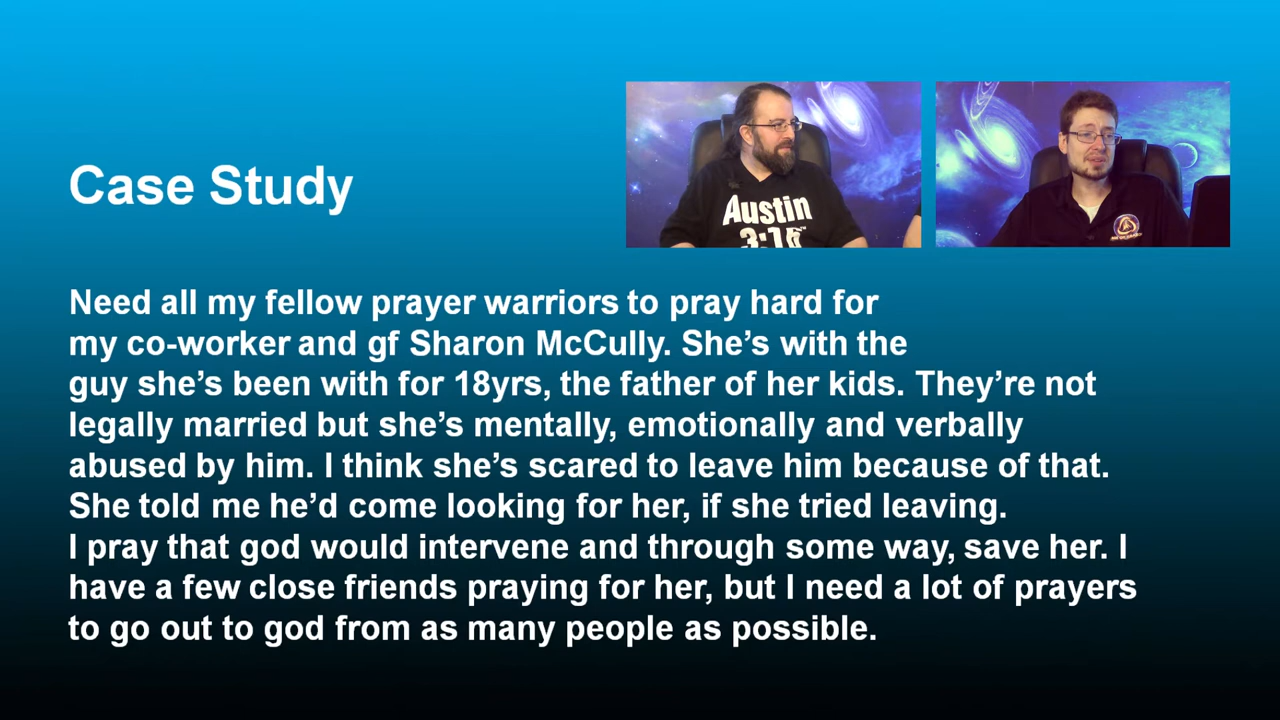 Case Study
Austin
3:16
Need all my fellow prayer warriors to pray hard for
my co-worker and gf Sharon McCully. She’s with the
guy she’s been with for 18yrs, the father of her kids. They’re not
legally married but she’s mentally, emotionally and verbally
abused by him. I think she’s scared to leave him because of that.
She told me he’d come looking for her, if she tried leaving.
I pray that god would intervene and through some way, save her. I
have a few close friends praying for her, but I need a lot of prayers
to go out to god from as many people as possible.